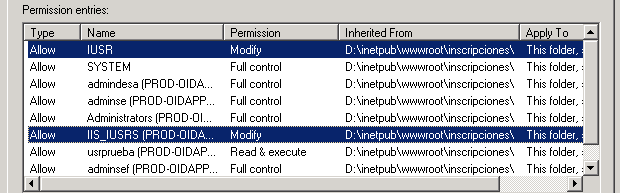 Permission entries:
Type Name Permission Inherited From Apply To
Allow IUSR Modify D:\inetpub\wwwroot\inscripciones\ This folder, s
Allow SYSTEM Full control D:\inetpub\wwwroot\inscripciones\ This folder, s
Allow admindesa (PROD-OIDA... Full control D:\inetpub\wwwroot\inscripciones\ This folder, s
Allow adminse (PROD-OIDAPP... Full control D:\inetpub\wwwroot\inscripciones\ This folder, s
Allow Administrators (PROD-OI... Full control D:\inetpub\wwwroot\inscripciones\ This folder, s
Allow IIS_IUSRS (PROD-OIDA... Modify D:\inetpub\wwwroot\inscripciones\ This folder, s
Allow usrprueba (PROD-OIDAP... Read & execute D:\inetpub\wwwroot\inscripciones\ This folder, s
Allow adminsef (PROD-OIDAPP... Full control D:\inetpub\wwwroot\inscripciones\ This folder, s